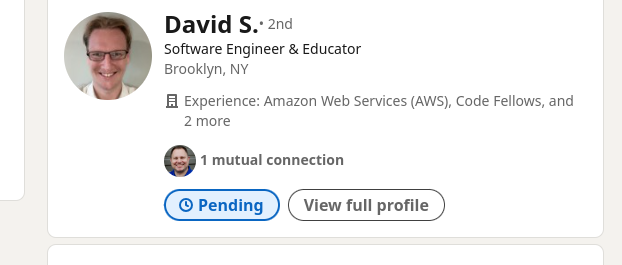 David S. • 2nd
Software Engineer & Educator
Brooklyn, NY
Experience: Amazon Web Services (AWS), Code Fellows, and
2 more
1 mutual connection
Pending
View full profile